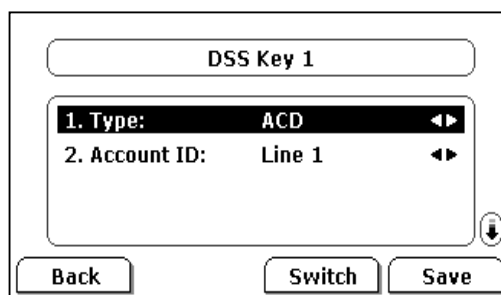 DSS Key 1
1. Type: ACD
2. Account ID: Line 1
Back Switch Save